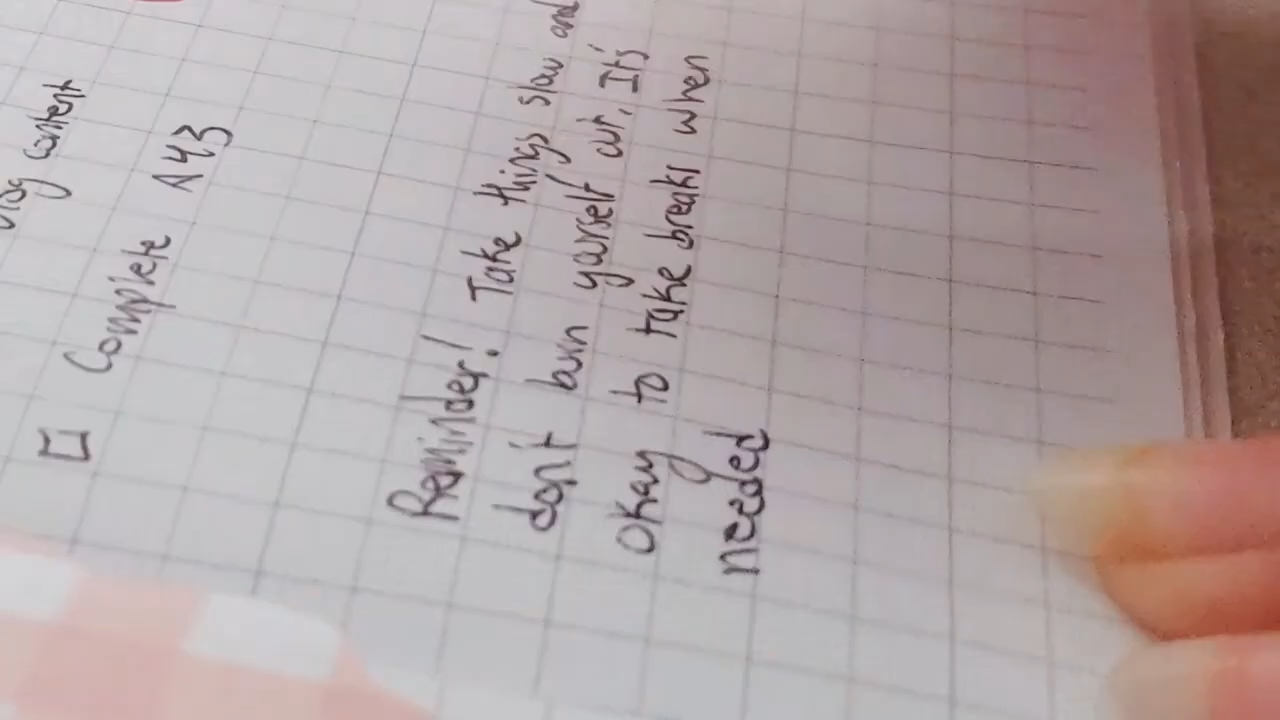 vlog content
Complete A43
Reminder! Take things slow and
don't burn yourself out, It's
okay to take breaks when
needed